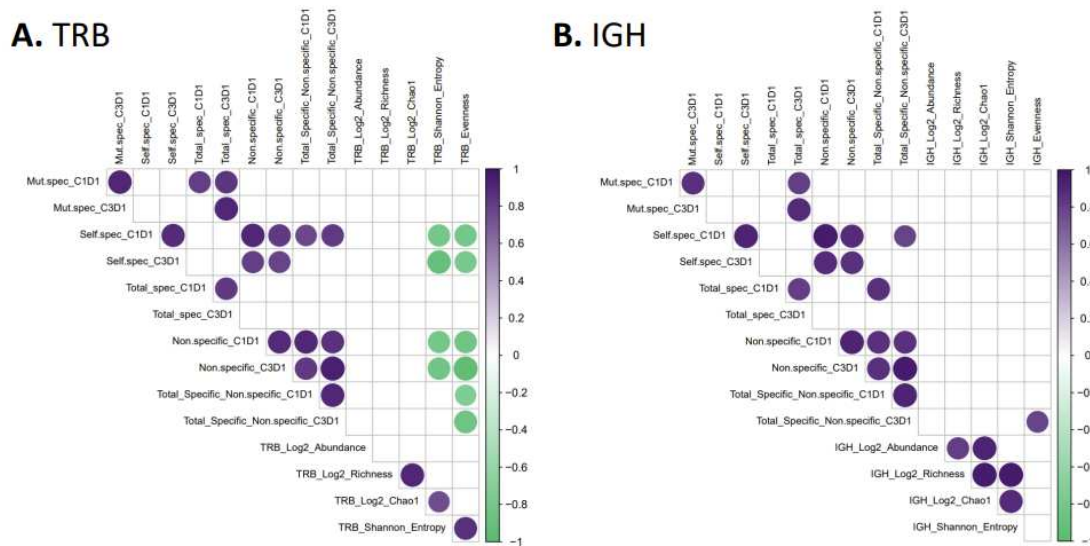 A. TRB
Mut.spec_C3D1
Self.spec_C1D1
Self.spec_C3D1
Total_spec_C1D1
Total_spec_C3D1
Non.specific_C1D1
Non.specific_C3D1
Total_Specific_Non.specific_C1D1
Total_Specific_Non.specific_C3D1
TRB_Log2_Abundance
TRB_Log2_Richness
TRB_Log2_Chao1
TRB_Shannon_Entropy
TRB_Evenness
Mut.spec_C1D1
Mut.spec_C3D1
Self.spec_C1D1
Self.spec_C3D1
Total_spec_C1D1
Total_spec_C3D1
Non.specific_C1D1
Non.specific_C3D1
Total_Specific_Non.specific_C1D1
Total_Specific_Non.specific_C3D1
TRB_Log2_Abundance
TRB_Log2_Richness
TRB_Log2_Chao1
TRB_Shannon_Entropy
1
0.8
0.6
0.4
0.2
0
−0.2
−0.4
−0.6
−0.8
−1
B. IGH
Mut.spec_C3D1
Self.spec_C1D1
Self.spec_C3D1
Total_spec_C1D1
Total_spec_C3D1
Non.specific_C1D1
Non.specific_C3D1
Total_Specific_Non.specific_C1D1
Total_Specific_Non.specific_C3D1
IGH_Log2_Abundance
IGH_Log2_Richness
IGH_Log2_Chao1
IGH_Shannon_Entropy
IGH_Evenness
Mut.spec_C1D1
Mut.spec_C3D1
Self.spec_C1D1
Self.spec_C3D1
Total_spec_C1D1
Total_spec_C3D1
Non.specific_C1D1
Non.specific_C3D1
Total_Specific_Non.specific_C1D1
Total_Specific_Non.specific_C3D1
IGH_Log2_Abundance
IGH_Log2_Richness
IGH_Log2_Chao1
IGH_Shannon_Entropy
1
0